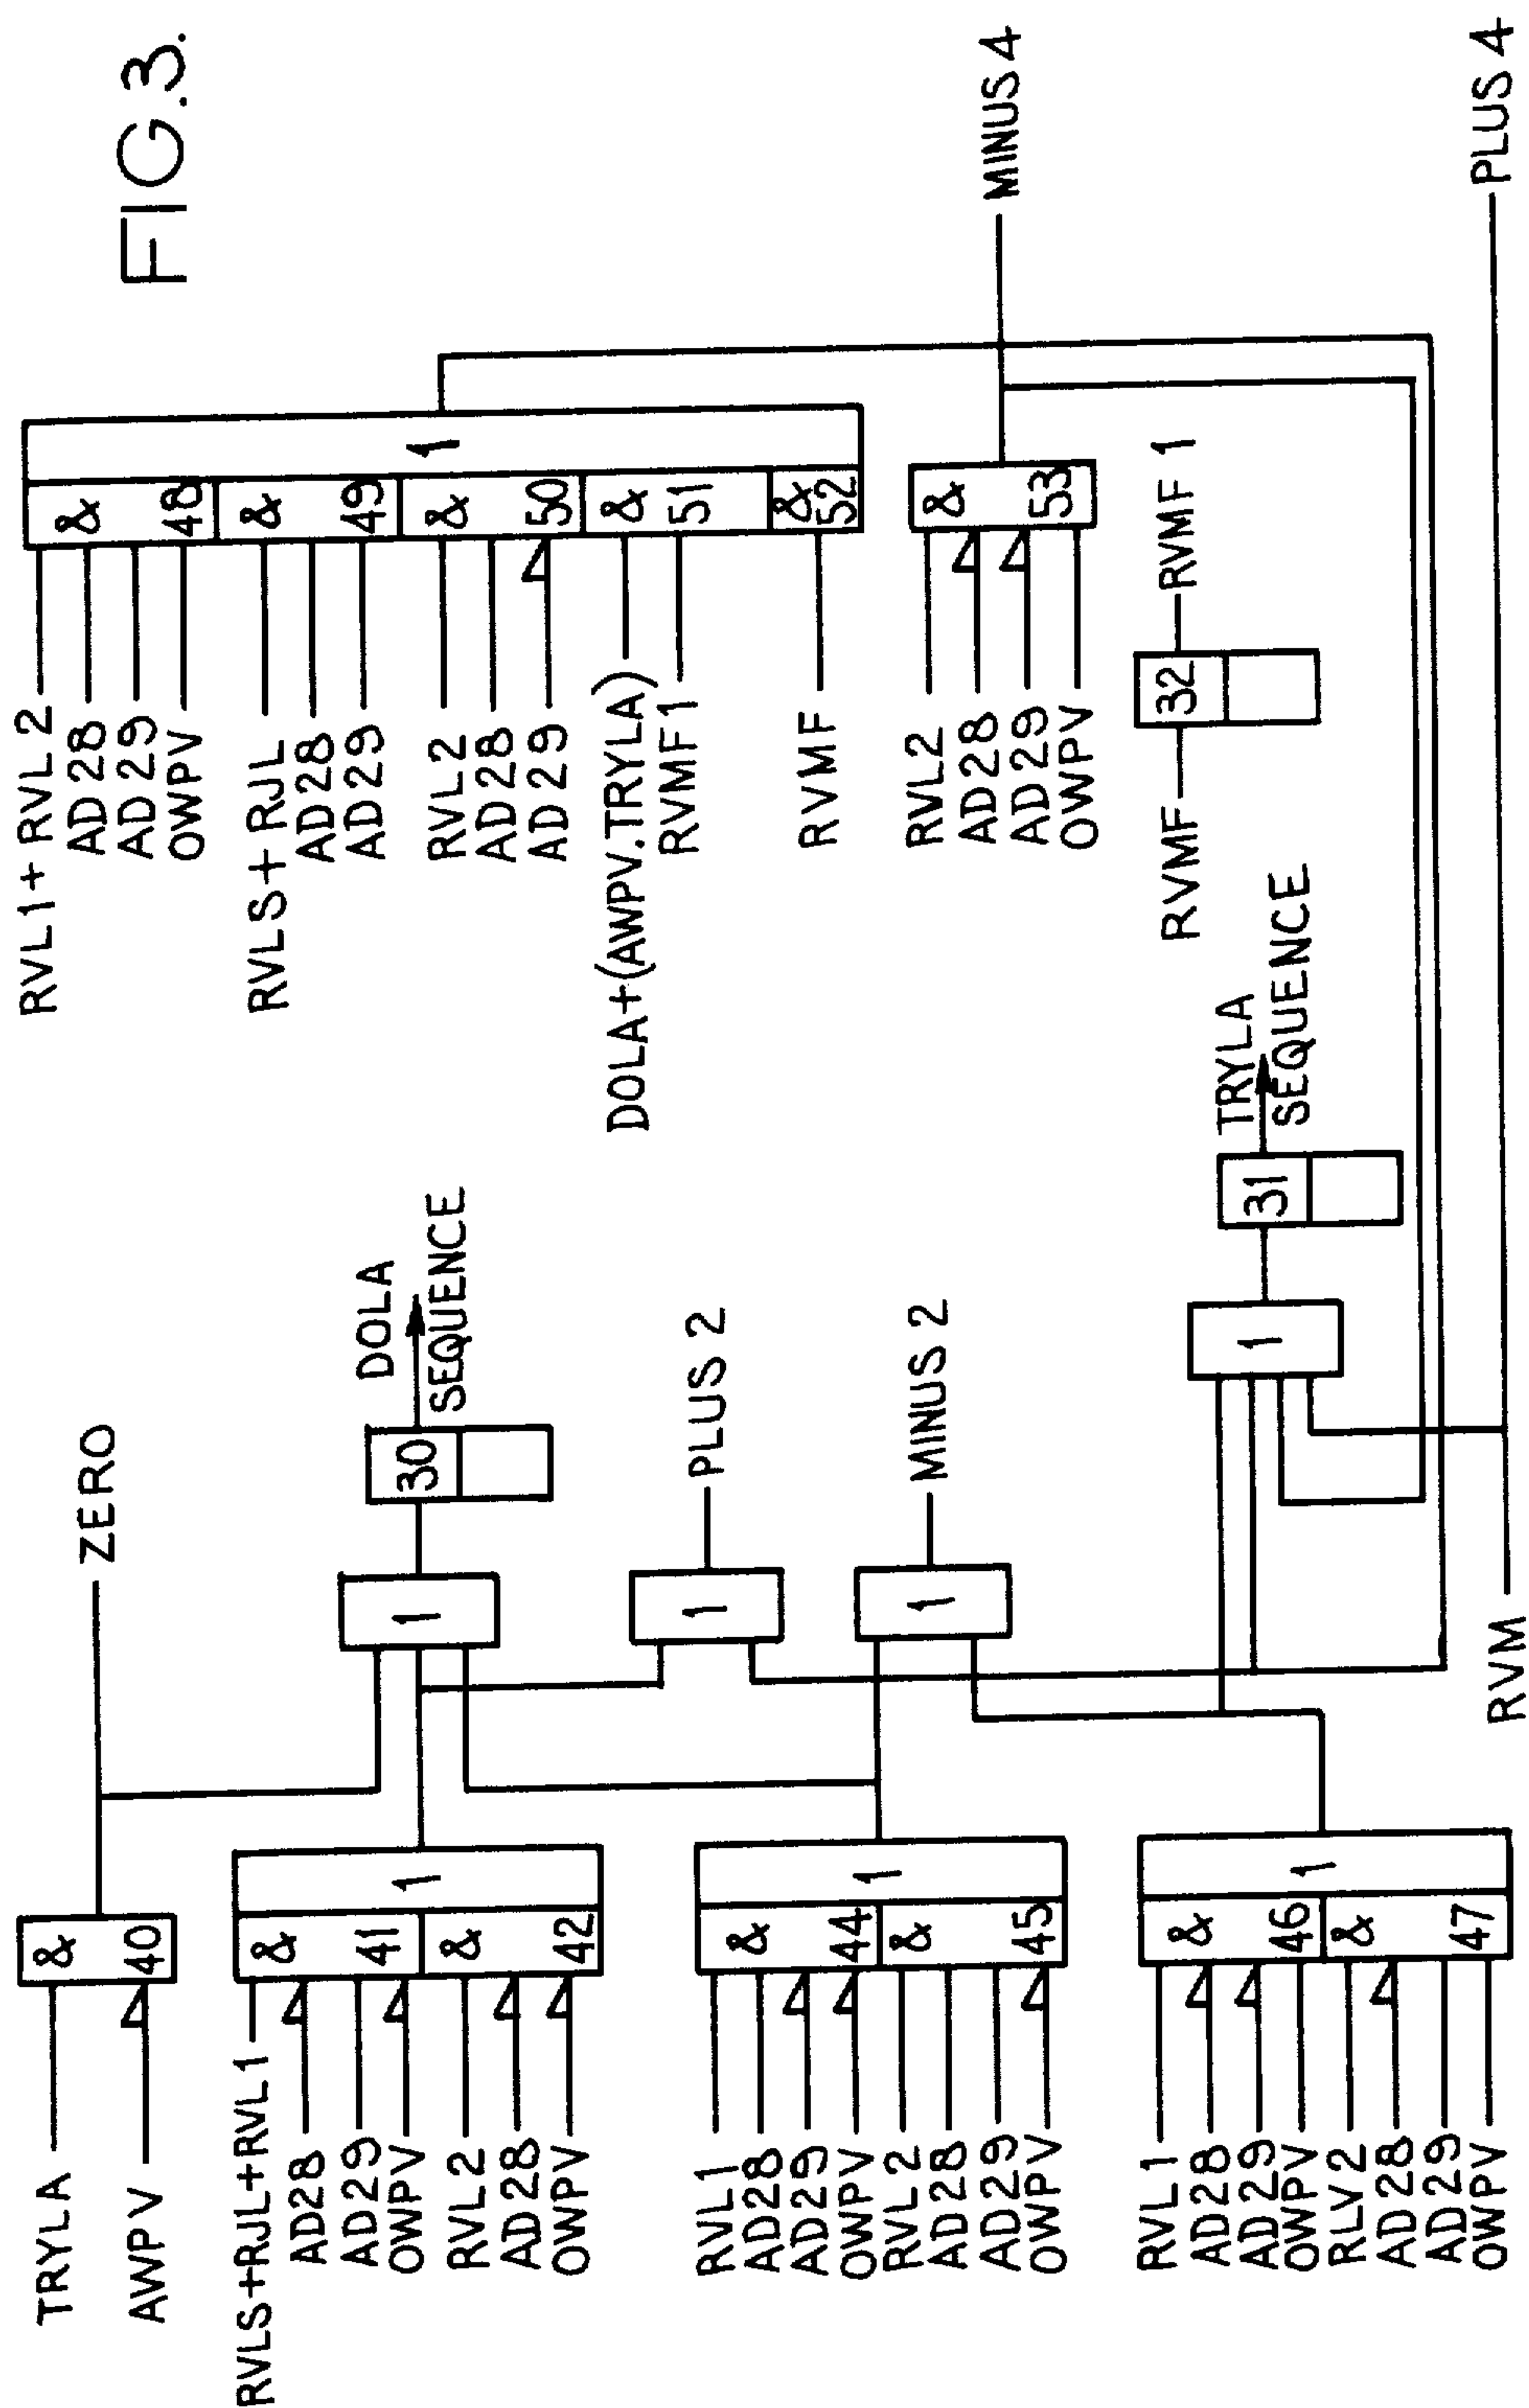 FIG.3.
TRYLA
AWPV
&
40
ZERO
RVLS+RJL+RVL1
AD28
AD29
OWPV
RVL2
AD28
OWPV
&
41
&
42
1
1
30
DOLA
SEQUENCE
1
PLUS 2
RVL1
AD28
AD29
OWPV
RVL2
AD28
AD29
OWPV
&
44
&
45
1
1
MINUS 2
RVL1
AD28
AD29
OWPV
RLV2
AD28
AD29
OWPV
&
46
&
47
1
1
31
TRYLA
SEQUENCE
RVL1+RVL2
AD28
AD29
OWPV
RVLS+RJL
AD28
AD29
RVL2
AD28
AD29
DOLA+(AWPV.TRYLA)
RVMF1
RVMF
&
48
&
49
&
50
&
51
&
52
1
RVL2
AD28
AD29
OWPV
&
53
MINUS 4
RVMF
32
RVMF 1
RVM
PLUS 4